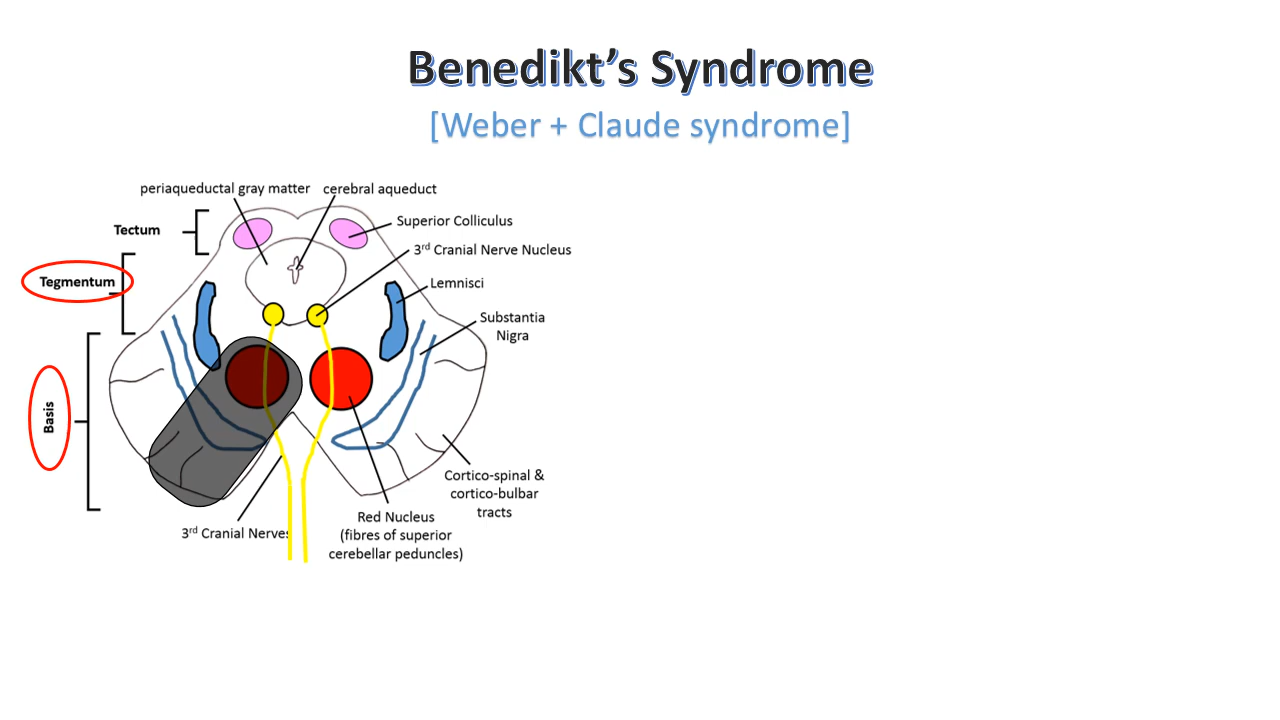 Benedikt’s Syndrome
[Weber + Claude syndrome]
periaqueductal gray matter
cerebral aqueduct
Tectum
Superior Colliculus
3rd Cranial Nerve Nucleus
Tegmentum
Lemnisci
Substantia
Nigra
Basis
Cortico-spinal &
cortico-bulbar
tracts
3rd Cranial Nerves
Red Nucleus
(fibres of superior
cerebellar peduncles)